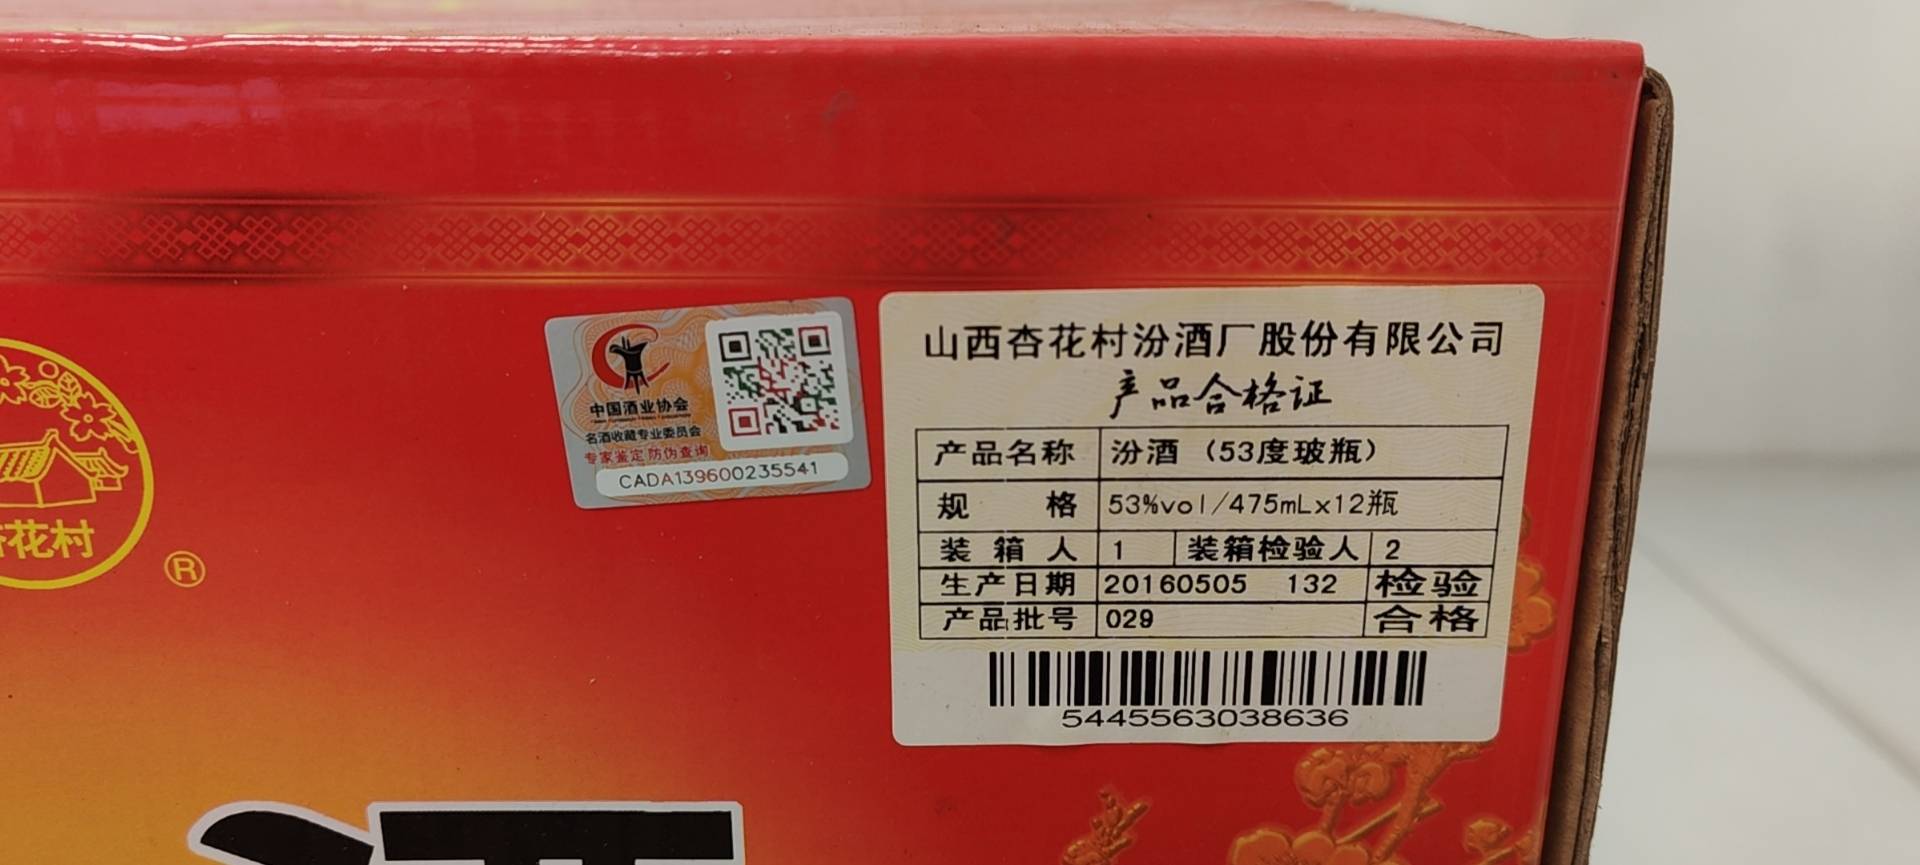 杏花村
®
中国酒业协会
名酒收藏专业委员会
专家鉴定 防伪查询
CADA139600235541
山西杏花村汾酒厂股份有限公司
产品合格证
产品名称 汾酒（53度玻瓶）
规 格 53%vol/475mLx12瓶
装 箱 人 1 装箱检验人 2
生产日期 20160505 132 检验
产品批号 029 合格
5445563038636